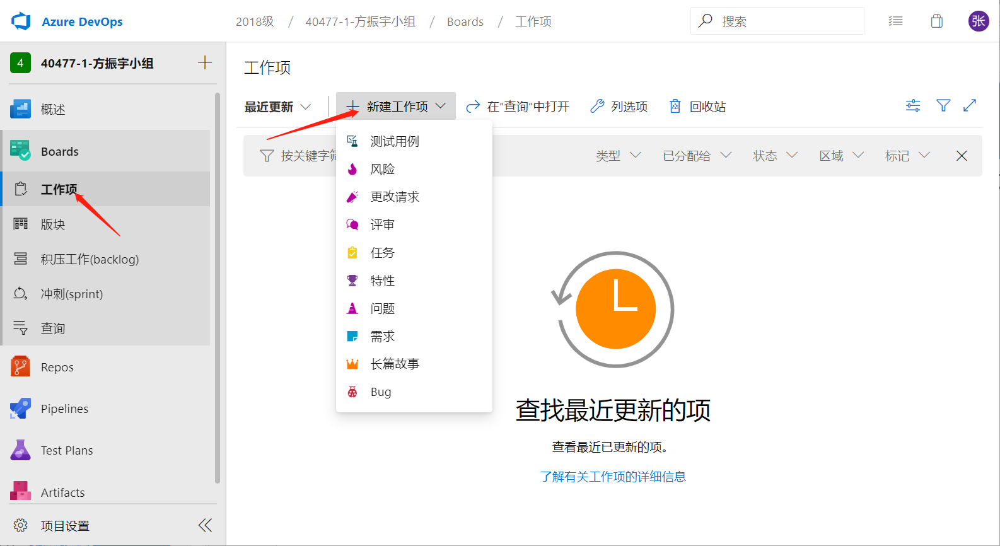 Azure DevOps
2018级 / 40477-1-方振宇小组 / Boards / 工作项
搜索
张
4 40477-1-方振宇小组
概述
Boards
工作项
版块
积压工作(backlog)
冲刺(sprint)
查询
Repos
Pipelines
Test Plans
Artifacts
项目设置
工作项
最近更新
新建工作项
在“查询”中打开
列选项
回收站
按关键字筛
类型
已分配给
状态
区域
标记
测试用例
风险
更改请求
评审
任务
特性
问题
需求
长篇故事
Bug
查找最近更新的项
查看最近已更新的项。
了解有关工作项的详细信息